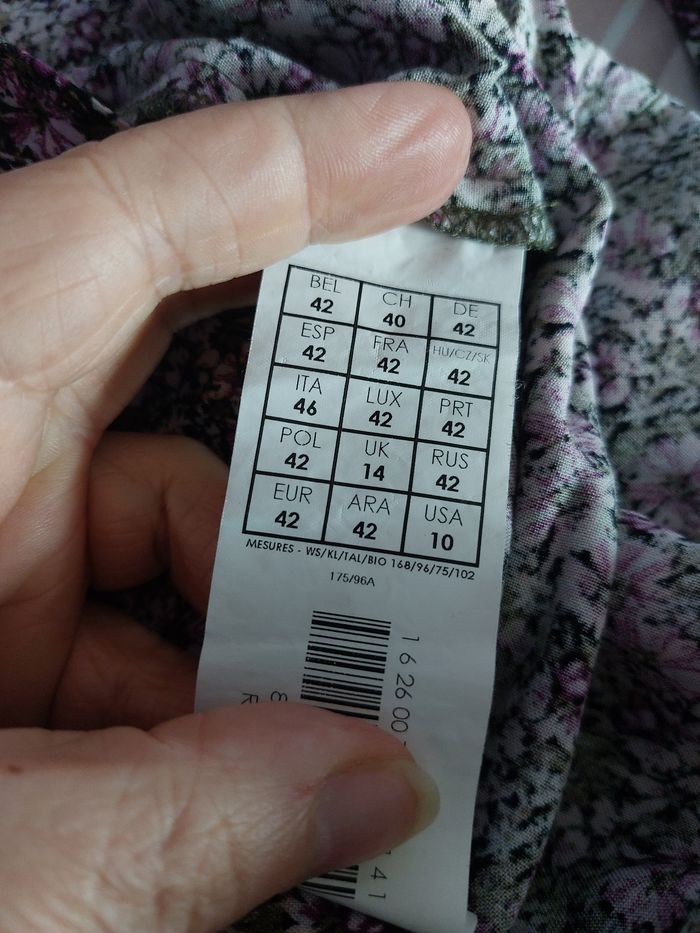 BEL CH DE
42 40 42
ESP FRA HU/CZ/SK
42 42 42
ITA LUX PRT
46 42 42
POL UK RUS
42 14 42
EUR ARA USA
42 42 10
MESURES - WS/KL/TAL/BIO 168/96/75/102
175/96A
1 6 26 00
4 1